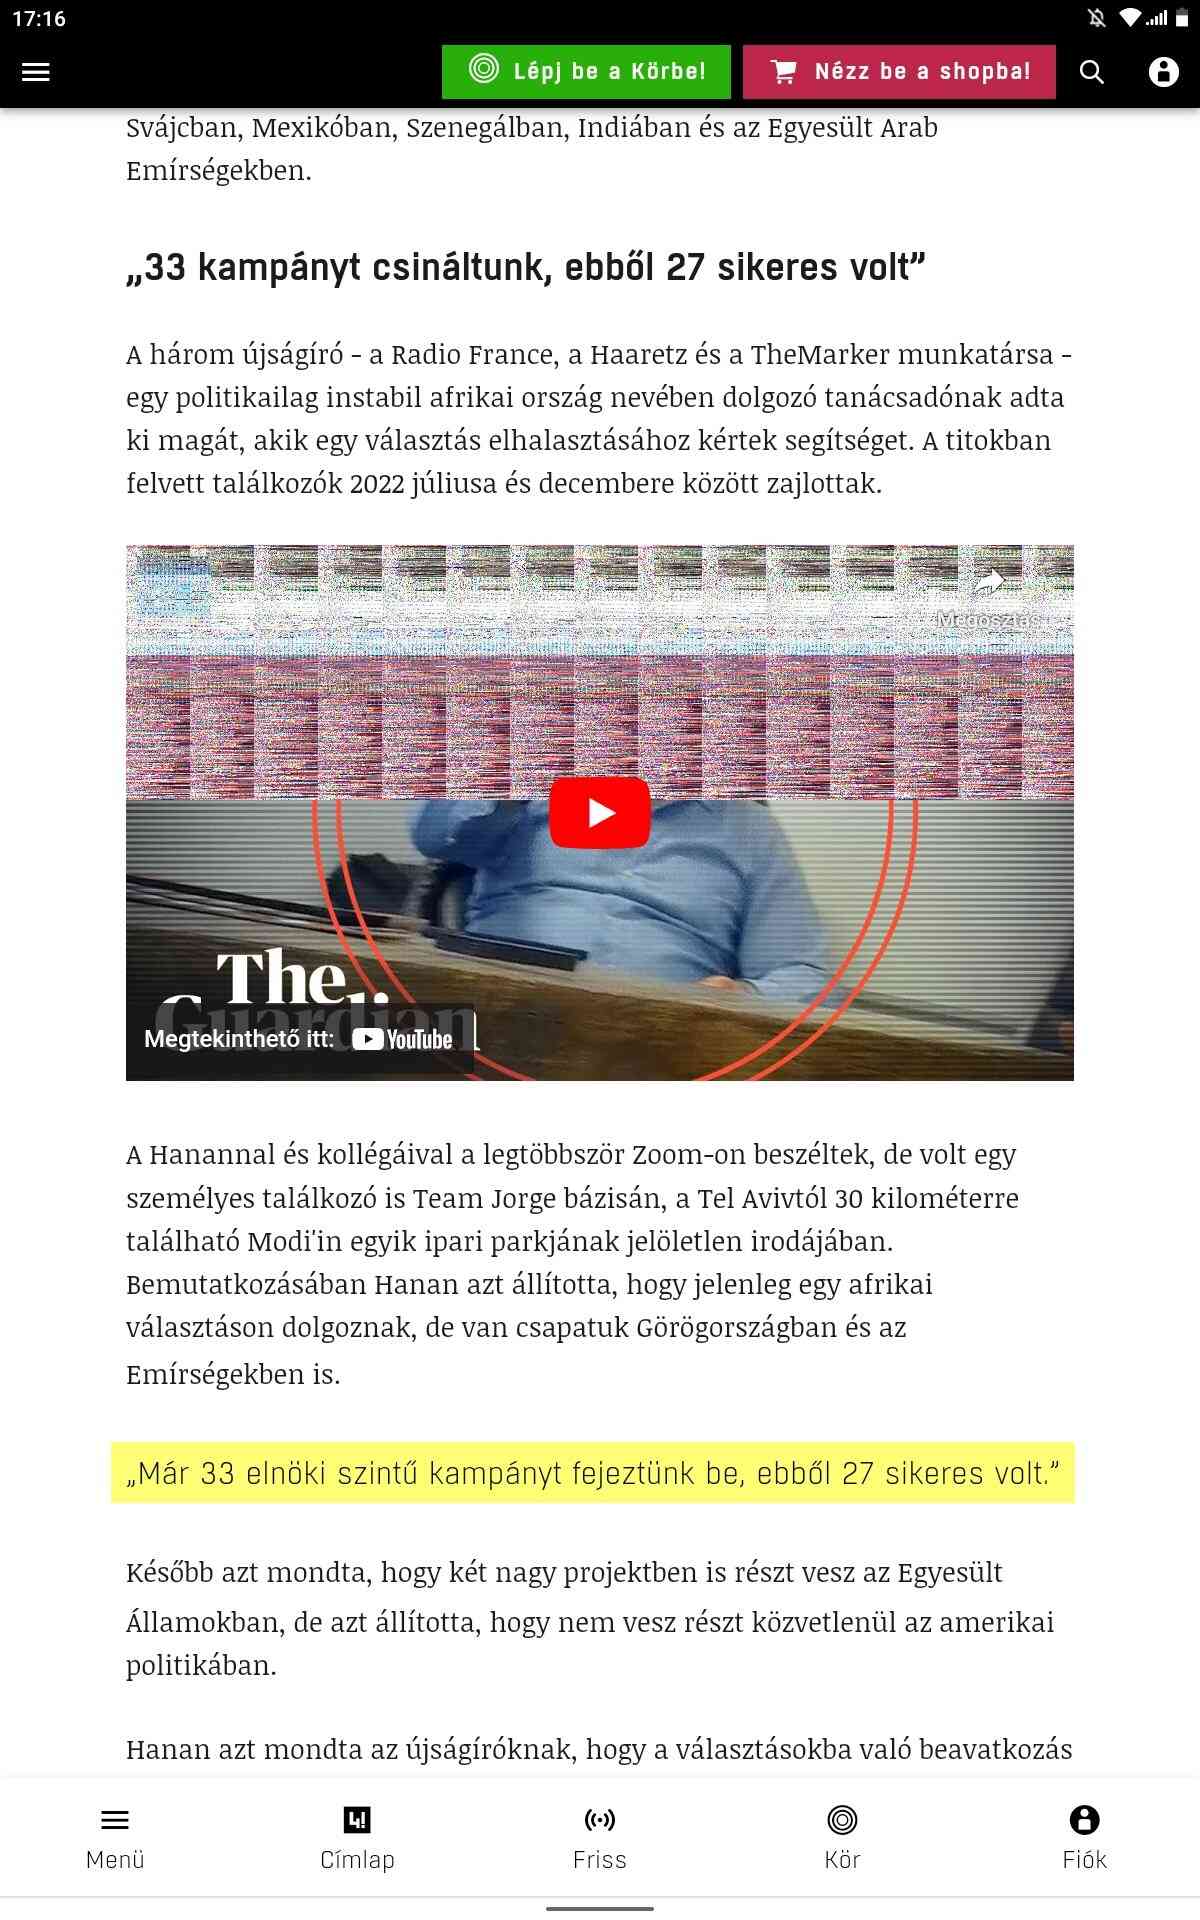 17:16
Lépj be a Körbe!
Nézz be a shopba!
Svájcban, Mexikóban, Szenegálban, Indiában és az Egyesült Arab
Emírségekben.
„33 kampányt csináltunk, ebből 27 sikeres volt”
A három újságíró - a Radio France, a Haaretz és a TheMarker munkatársa -
egy politikailag instabil afrikai ország nevében dolgozó tanácsadónak adta
ki magát, akik egy választás elhalasztásához kértek segítséget. A titokban
felvett találkozók 2022 júliusa és decembere között zajlottak.
Megosztás
The
Guardian
Megtekinthető itt: YouTube
A Hanannal és kollégáival a legtöbbször Zoom-on beszéltek, de volt egy
személyes találkozó is Team Jorge bázisán, a Tel Avivtól 30 kilométerre
található Modi'in egyik ipari parkjának jelöletlen irodájában.
Bemutatkozásában Hanan azt állította, hogy jelenleg egy afrikai
választáson dolgoznak, de van csapatuk Görögországban és az
Emírségekben is.
„Már 33 elnöki szintű kampányt fejeztünk be, ebből 27 sikeres volt.”
Később azt mondta, hogy két nagy projektben is részt vesz az Egyesült
Államokban, de azt állította, hogy nem vesz részt közvetlenül az amerikai
politikában.
Hanan azt mondta az újságíróknak, hogy a választásokba való beavatkozás
4!
Menü
Címlap
Friss
Kör
Fiók